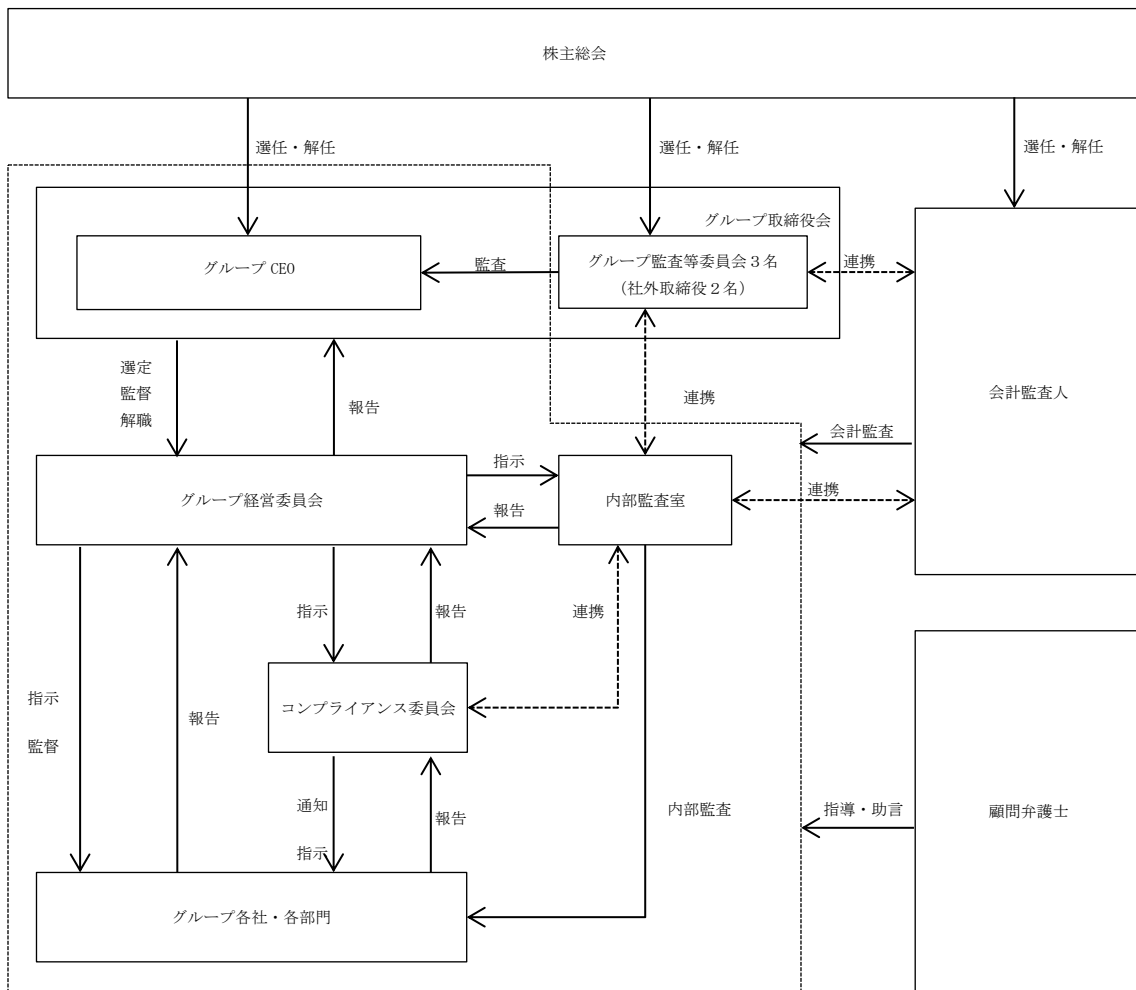 株主総会
選任・解任
選任・解任
選任・解任
グループ取締役会
グループ CEO
監査
グループ監査等委員会３名
（社外取締役２名）
連携
選定
監督
解職
報告
連携
会計監査人
会計監査
グループ経営委員会
指示
報告
内部監査室
連携
指示
報告
連携
指示
監督
報告
コンプライアンス委員会
通知
指示
報告
内部監査
指導・助言
顧問弁護士
グループ各社・各部門